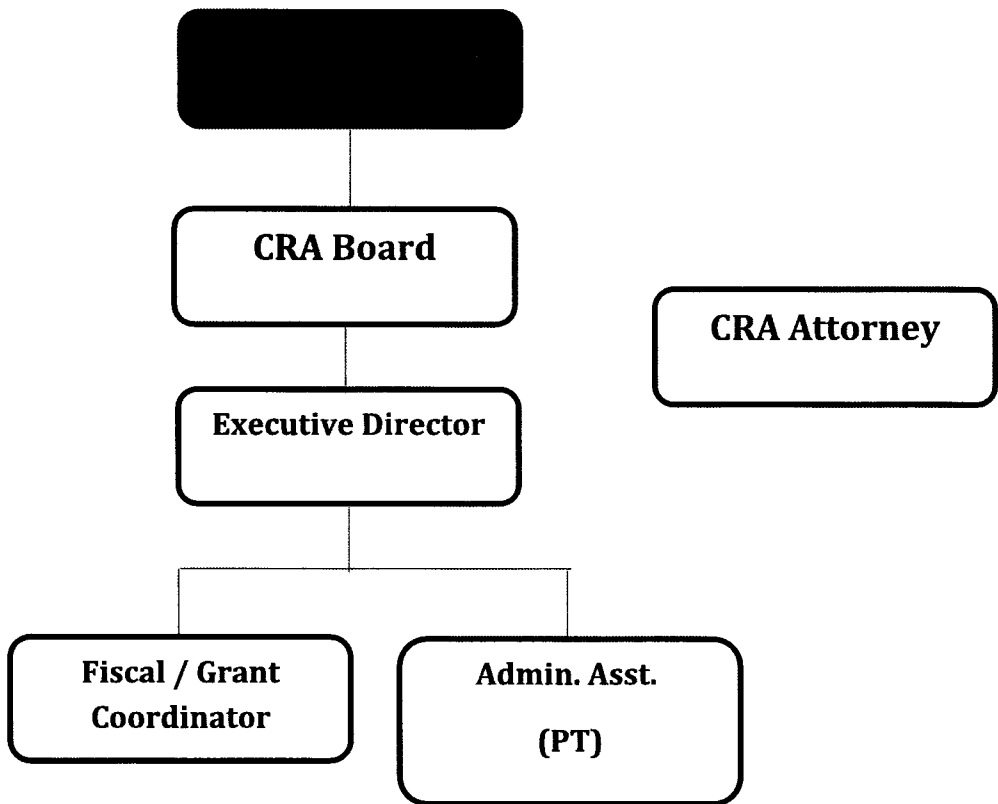 CRA Board
CRA Attorney
Executive Director
Fiscal / Grant
Coordinator
Admin. Asst.
(PT)